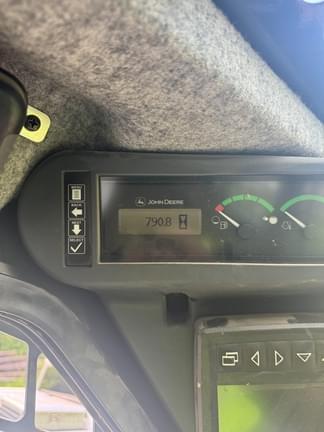 MENU
BACK
NEXT
SELECT
JOHN DEERE
790.8